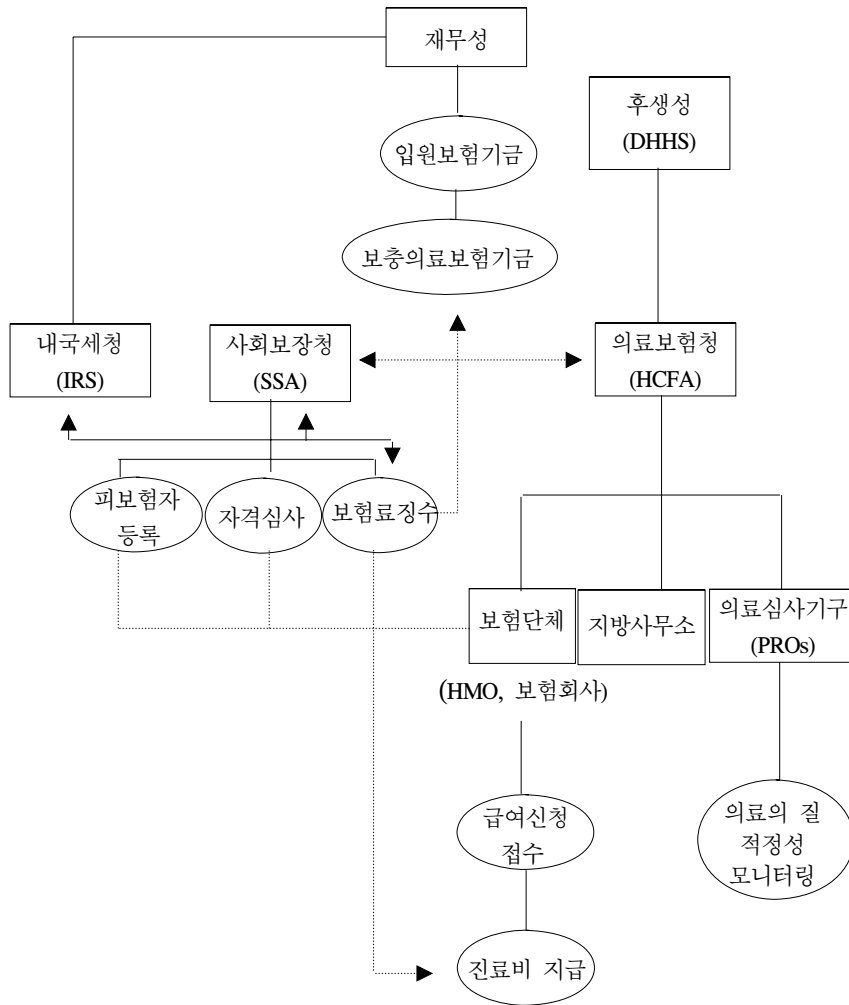 재무성
후생성
(DHHS)
입원보험기금
보충의료보험기금
내국세청
(IRS)
사회보장청
(SSA)
의료보험청
(HCFA)
피보험자
등록
자격심사
보험료징수
보험단체
지방사무소
의료심사기구
(PROs)
(HMO, 보험회사)
급여신청
접수
의료의 질
적정성
모니터링
진료비 지급